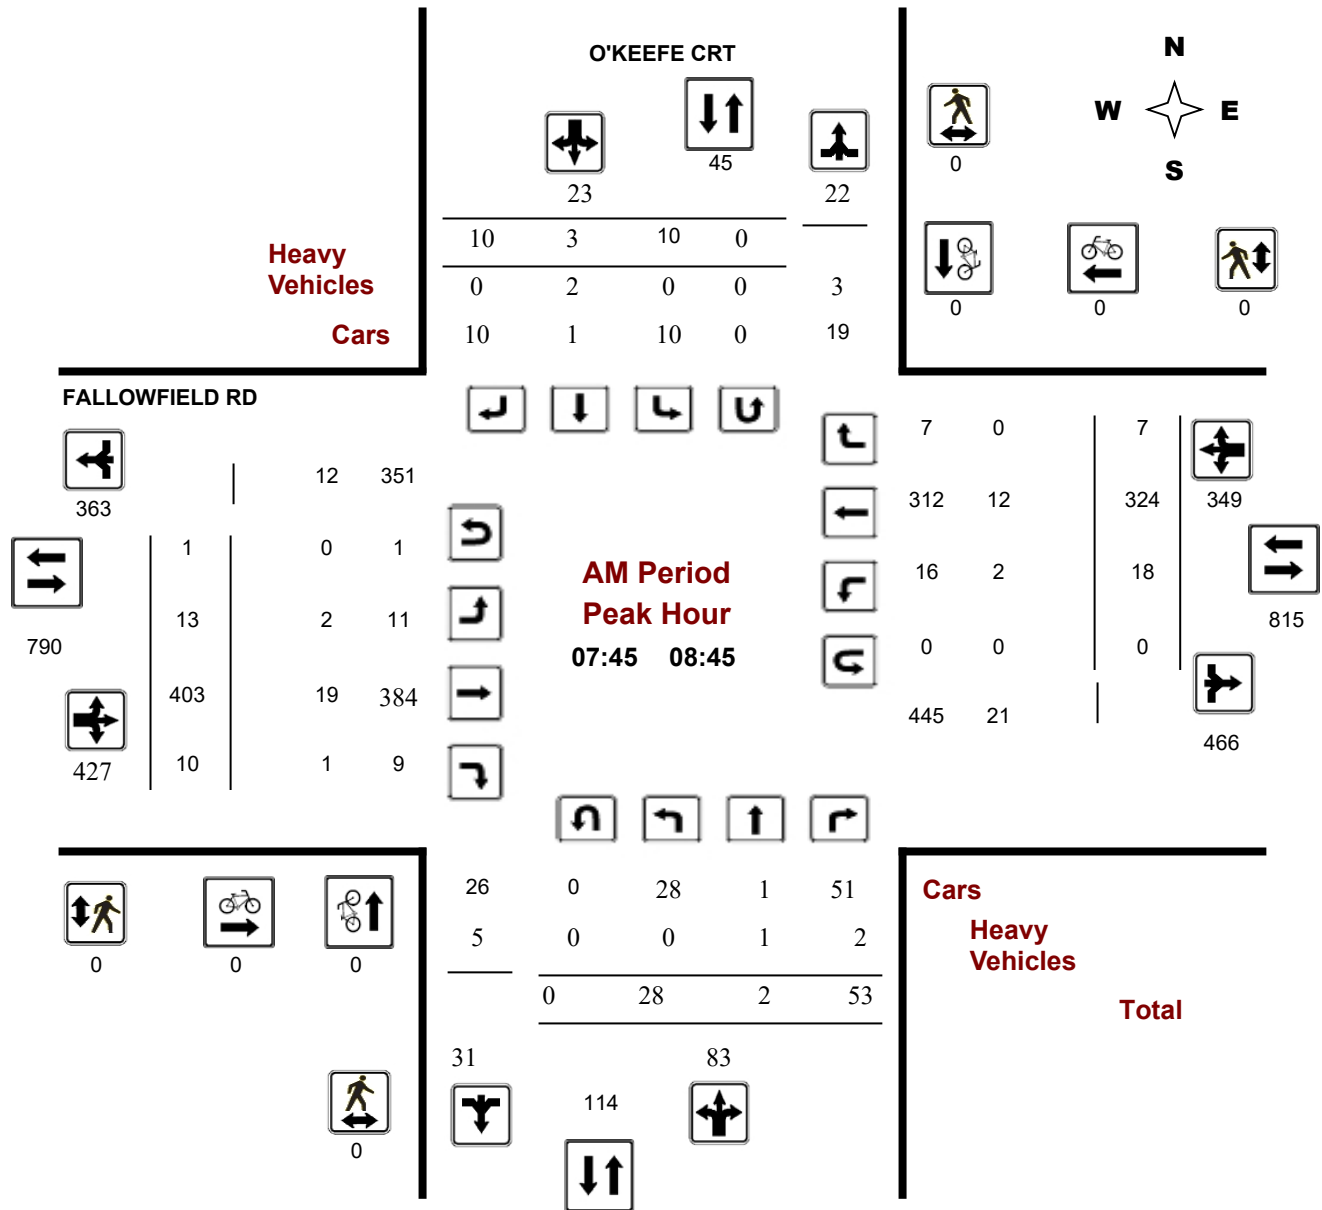 O'KEEFE CRT
N
W E
S
45
0
23
22
10 3 10 0
Heavy
Vehicles
0 2 0 0 3
0 0 0
Cars
10 1 10 0 19
FALLOWFIELD RD
7 0 7
12 351
363
312 12 324 349
1 0 1
AM Period
Peak Hour
07:45 08:45
16 2 18
13 2 11
815
790
0 0 0
403 19 384
445 21
466
427
10 1 9
26 0 28 1 51
Cars
5 0 0 1 2
Heavy
Vehicles
0 0 0
0 28 2 53
Total
31 83
114
0